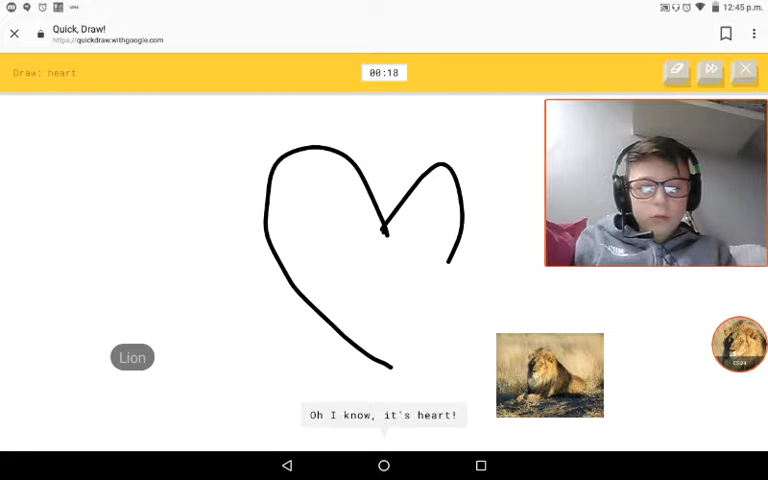 12:45 p.m.
Quick, Draw!
https://quickdraw.withgoogle.com
Draw: heart
00:18
Lion
Oh I know, it's heart!